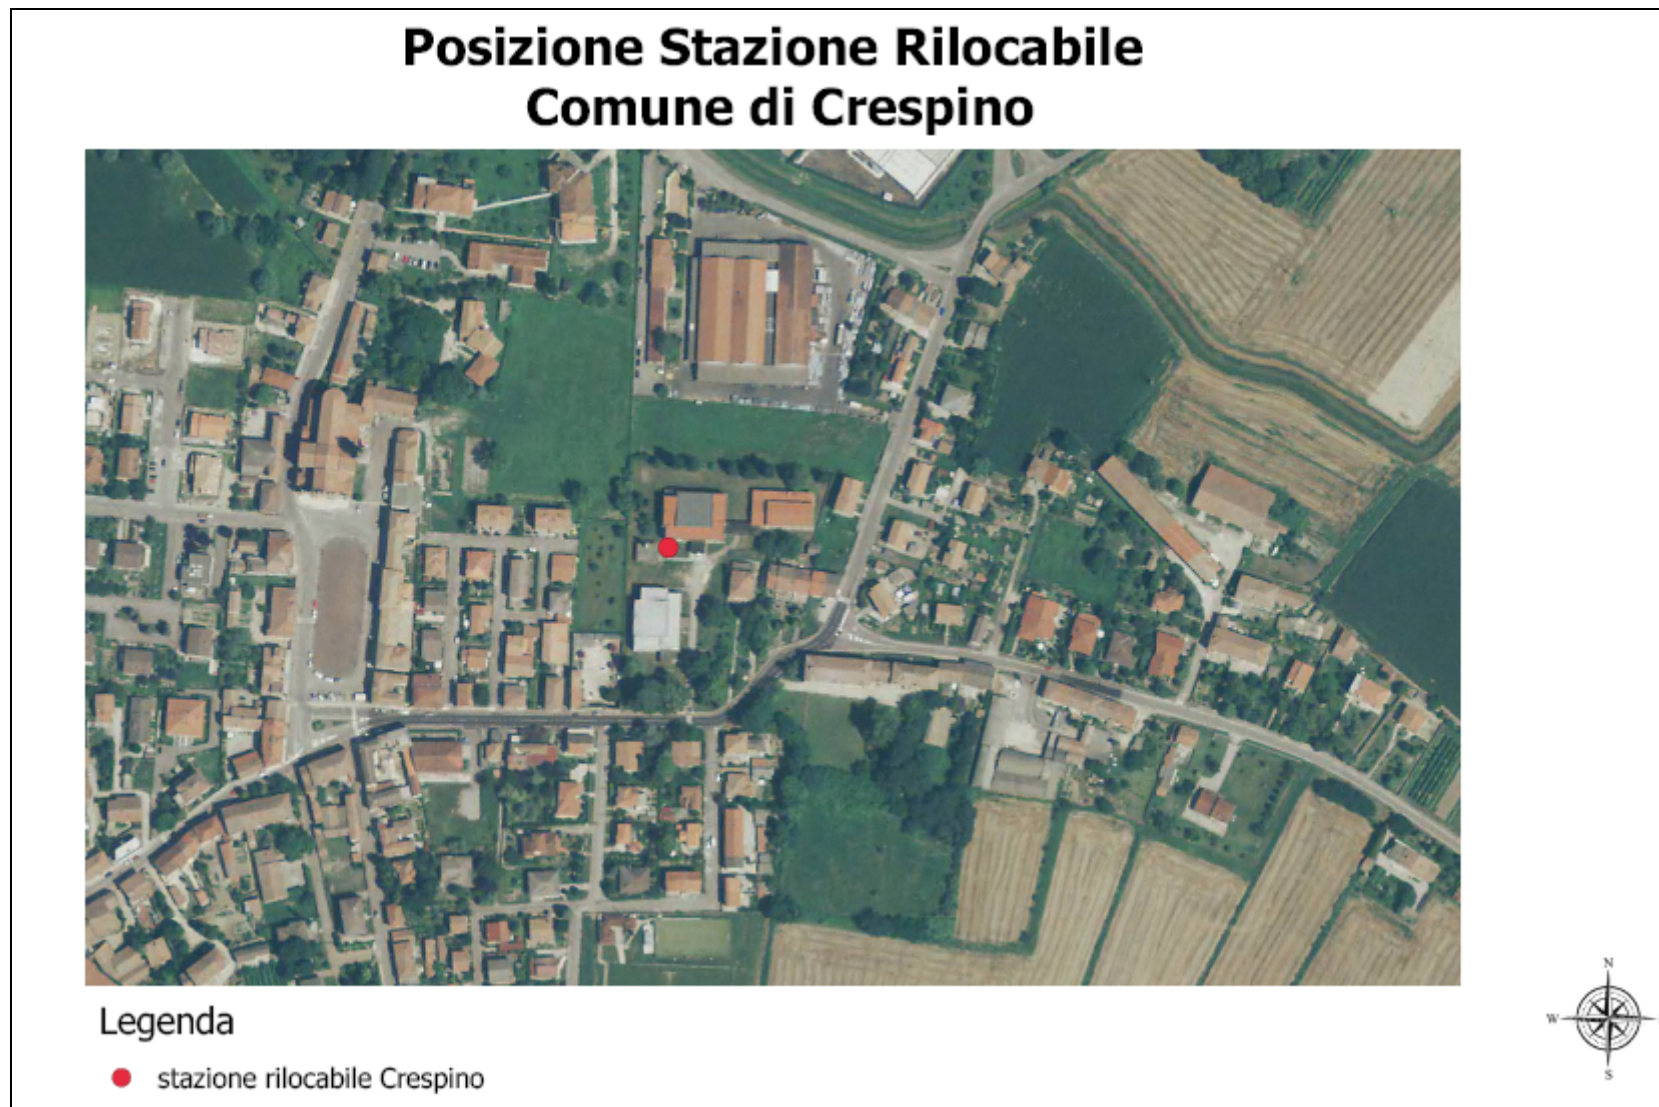 Posizione Stazione Rilocabile
Comune di Crespino
Legenda
stazione rilocabile Crespino
N
W
S